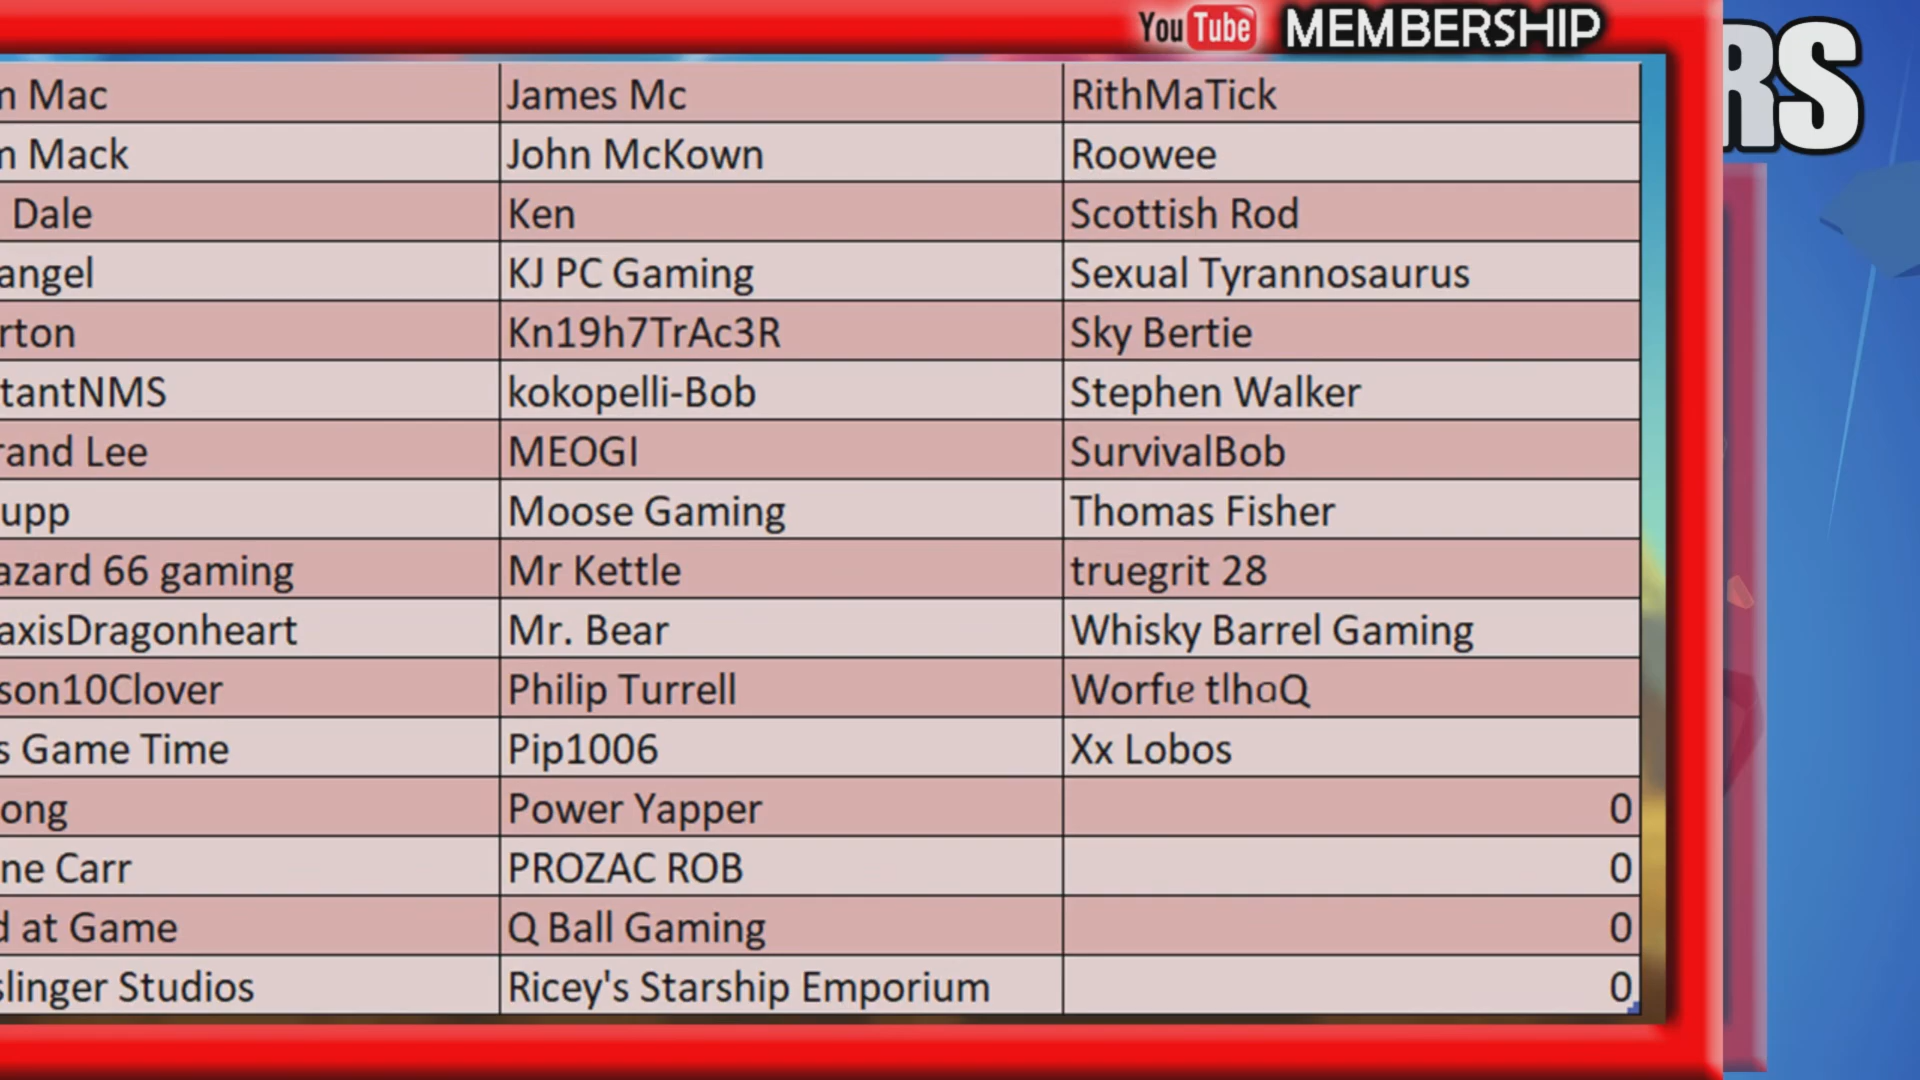 You Tube MEMBERSHIP
RS
m Mac James Mc RithMaTick
m Mack John McKown Roowee
Dale Ken Scottish Rod
angel KJ PC Gaming Sexual Tyrannosaurus
rton Kn19h7TrAc3R Sky Bertie
tantNMS kokopelli-Bob Stephen Walker
rand Lee MEOGI SurvivalBob
upp Moose Gaming Thomas Fisher
azard 66 gaming Mr Kettle truegrit 28
axisDragonheart Mr. Bear Whisky Barrel Gaming
son10Clover Philip Turrell Worfιe tlhɑQ
s Game Time Pip1006 Xx Lobos
ong Power Yapper 0
ne Carr PROZAC ROB 0
d at Game Q Ball Gaming 0
slinger Studios Ricey's Starship Emporium 0